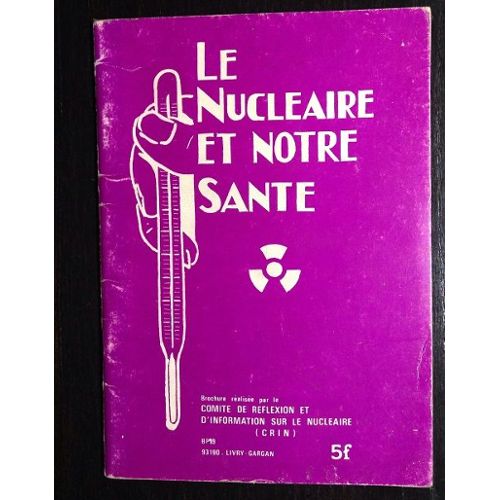 LE
NUCLEAIRE
ET NOTRE
SANTE
Brochure réalisée par le
COMITE DE REFLEXION ET
D'INFORMATION SUR LE NUCLEAIRE
(CRIN)
93190 - LIVRY-GARGAN
5f